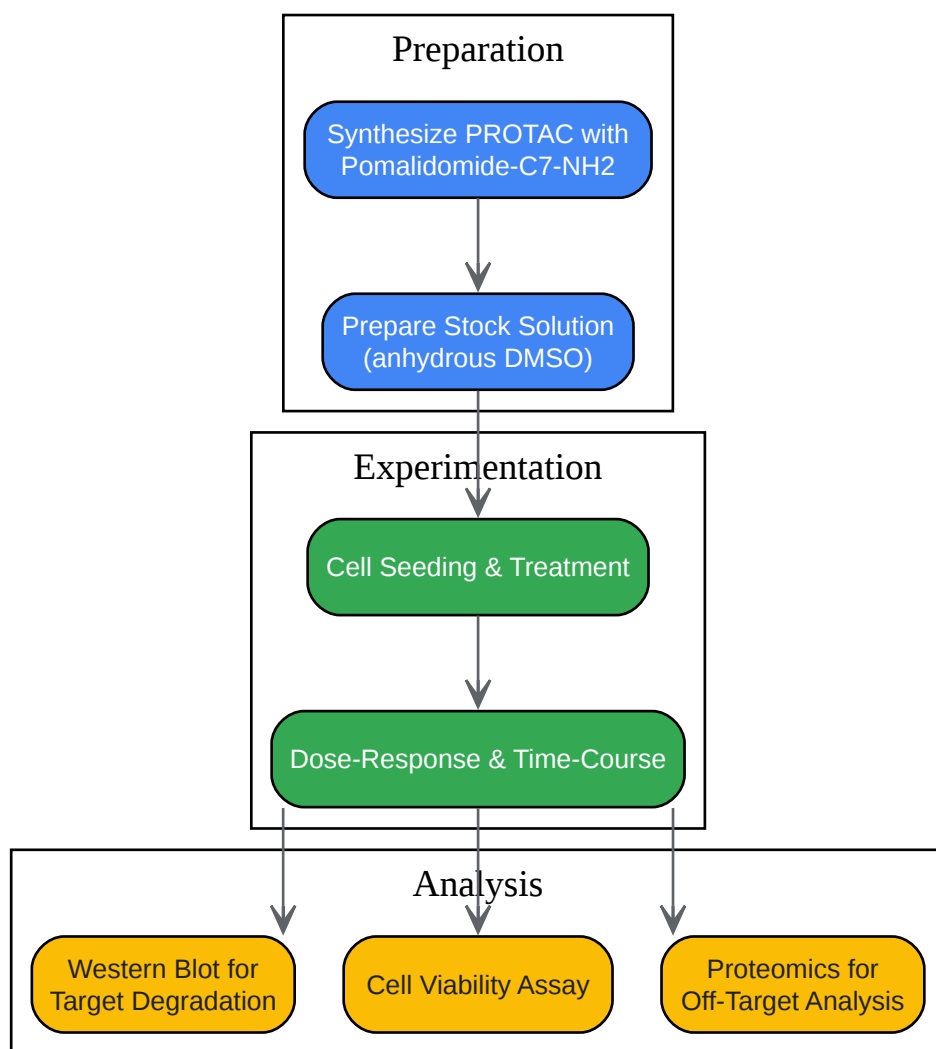 Preparation
Synthesize PROTAC with
Pomalidomide-C7-NH2
Prepare Stock Solution
(anhydrous DMSO)
Experimentation
Cell Seeding & Treatment
Dose-Response & Time-Course
Analysis
Western Blot for
Target Degradation
Cell Viability Assay
Proteomics for
Off-Target Analysis